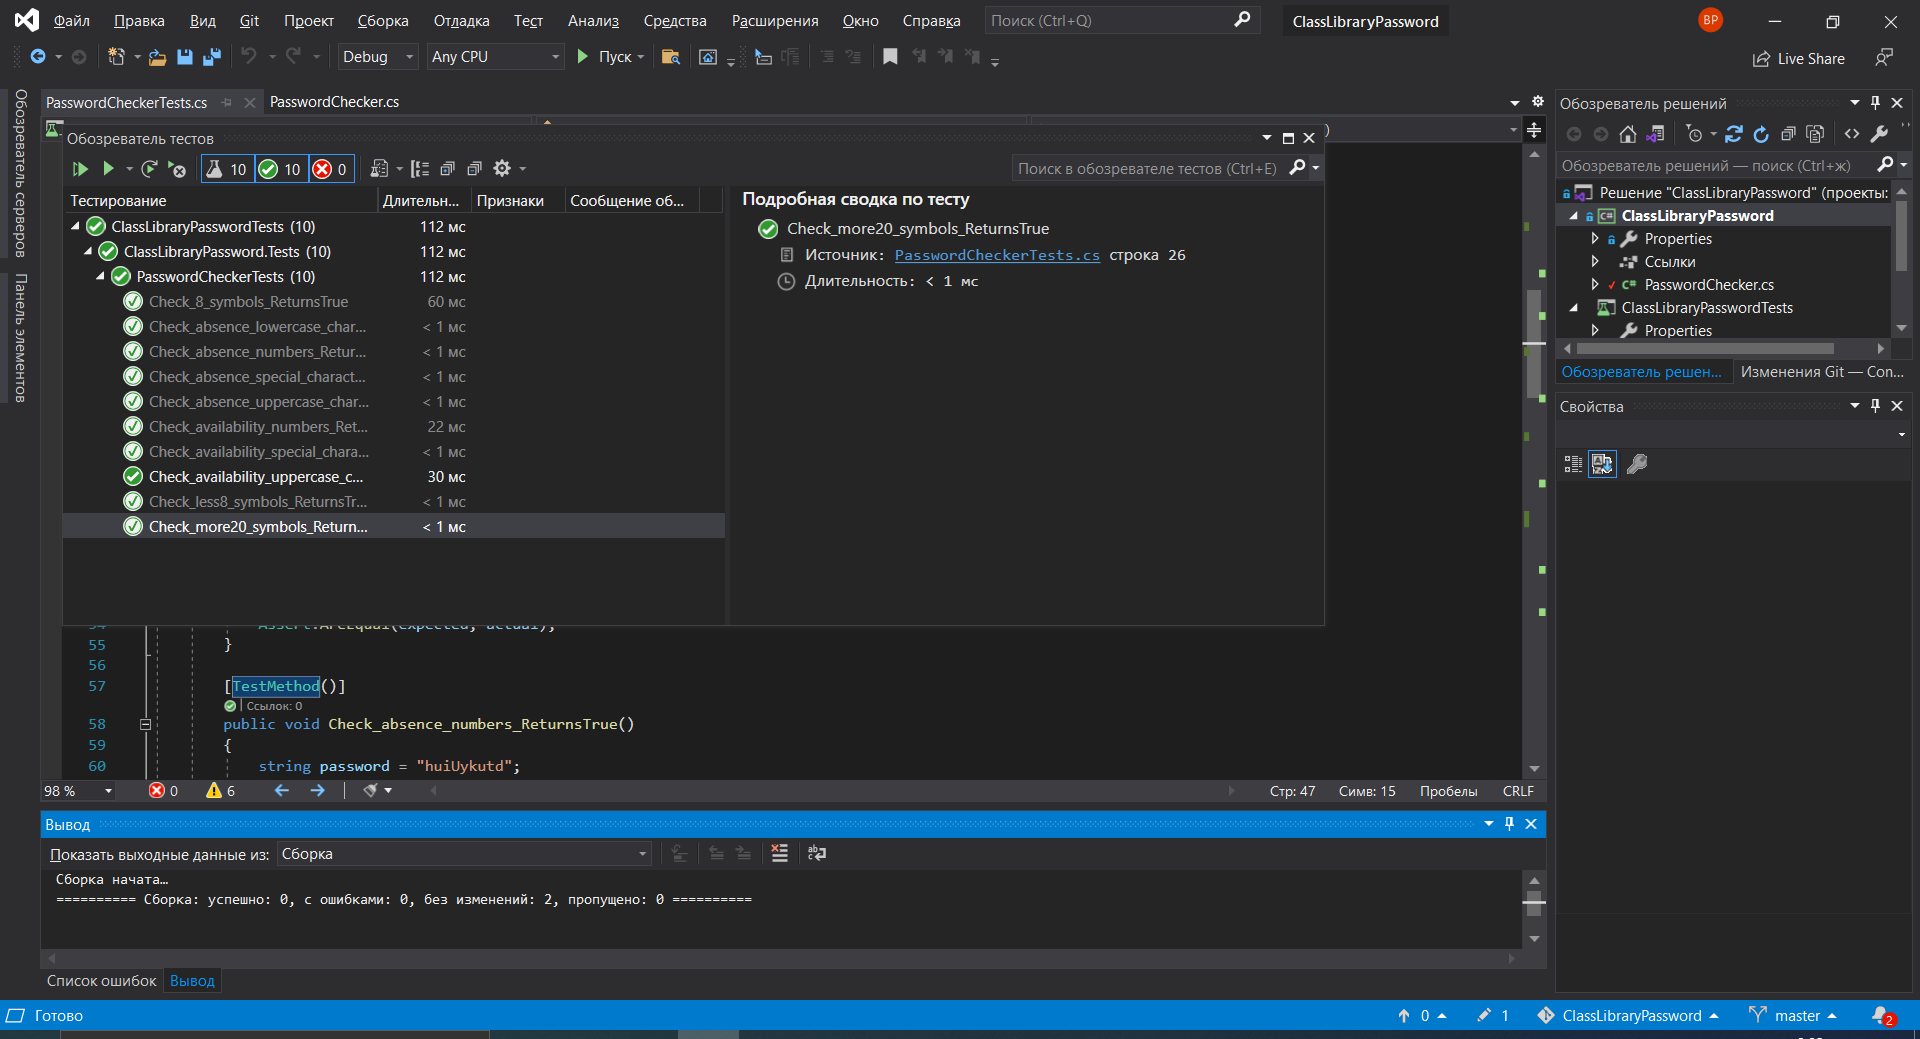 Файл Правка Вид Git Проект Сборка Отладка Тест Анализ Средства Расширения Окно Справка Поиск (Ctrl+Q) ClassLibraryPassword BP
Debug Any CPU Пуск Live Share
Обозреватель серверов
Панель элементов
PasswordCheckerTests.cs PasswordChecker.cs
Обозреватель тестов
10 10 0 Поиск в обозревателе тестов (Ctrl+E)
Тестирование Длительн... Признаки Сообщение об...
ClassLibraryPasswordTests (10) 112 мс
ClassLibraryPassword.Tests (10) 112 мс
PasswordCheckerTests (10) 112 мс
Check_8_symbols_ReturnsTrue 60 мс
Check_absence_lowercase_char... < 1 мс
Check_absence_numbers_Retur... < 1 мс
Check_absence_special_charact... < 1 мс
Check_absence_uppercase_char... < 1 мс
Check_availability_numbers_Ret... 22 мс
Check_availability_special_chara... < 1 мс
Check_availability_uppercase_c... 30 мс
Check_less8_symbols_ReturnsTr... < 1 мс
Check_more20_symbols_Return... < 1 мс
Подробная сводка по тесту
Check_more20_symbols_ReturnsTrue
Источник: PasswordCheckerTests.cs строка 26
Длительность: < 1 мс
54 Assert.AreEqual(expected, actual);
55 }
56
57 [TestMethod()]
Ссылок: 0
58 public void Check_absence_numbers_ReturnsTrue()
59 {
60 string password = "huiUykutd";
98 % 0 6 Стр: 47 Симв: 15 Пробелы CRLF
Вывод
Показать выходные данные из: Сборка
Сборка начата…
========== Сборка: успешно: 0, с ошибками: 0, без изменений: 2, пропущено: 0 ==========
Список ошибок Вывод
Обозреватель решений
Обозреватель решений — поиск (Ctrl+ж)
Решение "ClassLibraryPassword" (проекты:
ClassLibraryPassword
Properties
Ссылки
PasswordChecker.cs
ClassLibraryPasswordTests
Properties
Обозреватель решен... Изменения Git — Con...
Свойства
Готово 0 1 ClassLibraryPassword master 2